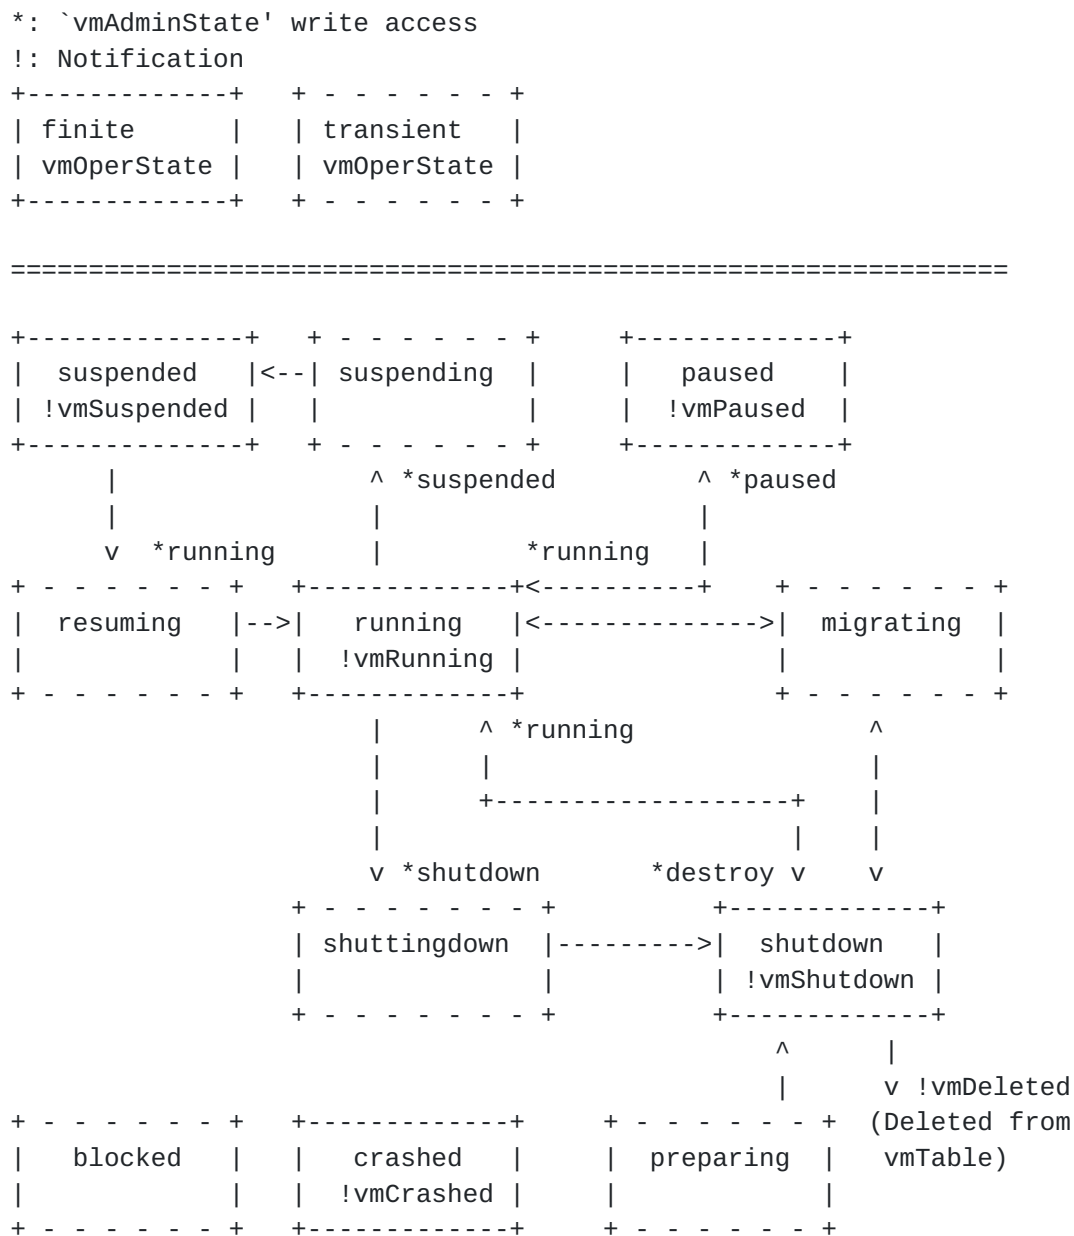 *: `vmAdminState' write access
!: Notification
+-------------+   + - - - - - - +
| finite      |   | transient   |
| vmOperState |   | vmOperState |
+-------------+   + - - - - - - +

================================================================

+--------------+   + - - - - - - +     +-------------+
|  suspended   |<--| suspending  |     |   paused    |
| !vmSuspended |   |             |     |  !vmPaused  |
+--------------+   + - - - - - - +     +-------------+
      |                ^ *suspended         ^ *paused
      |                |                    |
      v  *running      |         *running   |
+ - - - - - - +   +-------------+<----------+    + - - - - - - +
|  resuming   |-->|   running   |<-------------->|  migrating  |
|             |   |  !vmRunning |                |             |
+ - - - - - - +   +-------------+                + - - - - - - +
                       |      ^ *running               ^
                       |      |                        |
                       |      +-------------------+    |
                       |                          |    |
                       v *shutdown       *destroy v    v
                  + - - - - - - - +          +-------------+
                  | shuttingdown  |--------->|  shutdown   |
                  |               |          | !vmShutdown |
                  + - - - - - - - +          +-------------+
                                                 ^      |
                                                 |      v !vmDeleted
+ - - - - - - +   +-------------+     + - - - - - - +  (Deleted from
|   blocked   |   |   crashed   |     |  preparing  |   vmTable)
|             |   |  !vmCrashed |     |             |
+ - - - - - - +   +-------------+     + - - - - - - +